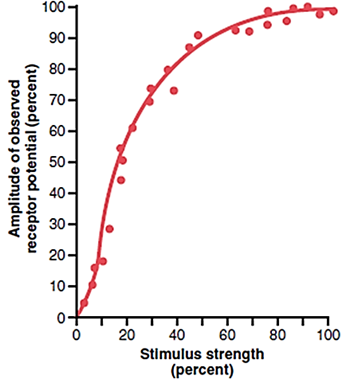 Amplitude of observed
receptor potential (percent)
100
90
80
70
60
50
40
30
20
10
0
0 20 40 60 80 100
Stimulus strength
(percent)